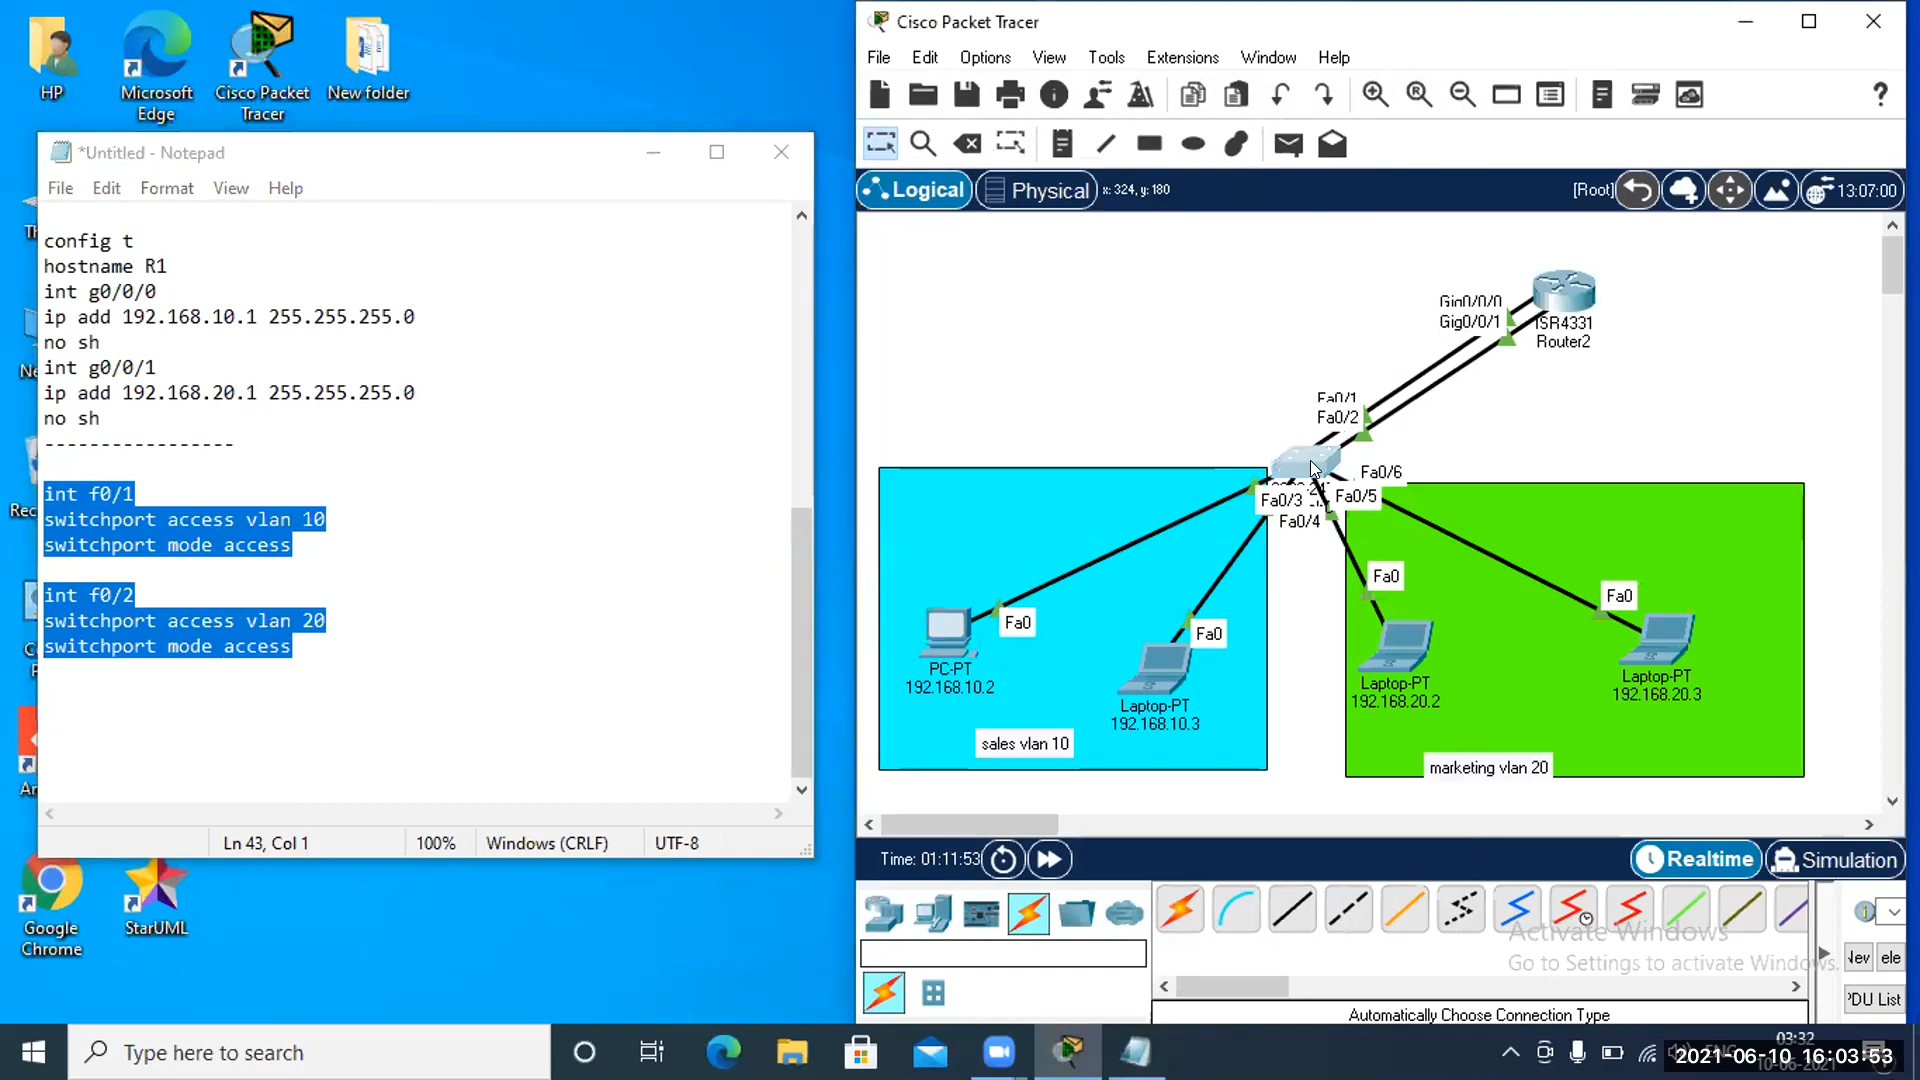 HP
Microsoft
Edge
Cisco Packet
Tracer
New folder
*Untitled - Notepad
File
Edit
Format
View
Help
config t
hostname R1
int g0/0/0
ip add 192.168.10.1 255.255.255.0
no sh
int g0/0/1
ip add 192.168.20.1 255.255.255.0
no sh
-----------------
int f0/1
switchport access vlan 10
switchport mode access
int f0/2
switchport access vlan 20
switchport mode access
Ln 43, Col 1
100%
Windows (CRLF)
UTF-8
Google
Chrome
StarUML
Cisco Packet Tracer
File
Edit
Options
View
Tools
Extensions
Window
Help
?
Logical
Physical
x: 324, y: 180
[Root]
13:07:00
Gig0/0/0
Gig0/0/1
ISR4331
Router2
Fa0/1
Fa0/2
Fa0/6
Fa0/5
Fa0/3
Fa0/4
Fa0
Fa0
Fa0
Fa0
PC-PT
192.168.10.2
Laptop-PT
192.168.10.3
Laptop-PT
192.168.20.2
Laptop-PT
192.168.20.3
sales vlan 10
marketing vlan 20
Time: 01:11:53
Realtime
Simulation
Activate Windows
Go to Settings to activate Windows.
Automatically Choose Connection Type
PDU List
Type here to search
03:32
2021-06-10 16:03:53
10-06-2021